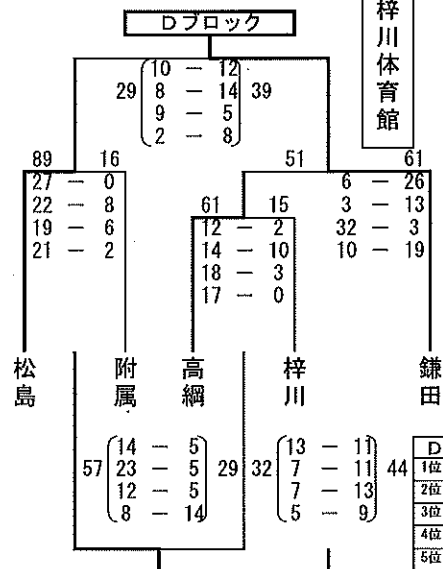 Dブロック
梓川体育館
10 － 12
29 8 － 14 39
9 － 5
2 － 8
89 16 51 61
27 － 0 6 － 26
22 － 8 3 － 13
19 － 6 61 15 32 － 3
21 － 2 12 － 2 10 － 19
14 － 10
18 － 3
17 － 0
松島 附属 高綱 梓川 鎌田
14 － 5 13 － 11
57 23 － 5 29 32 7 － 11 44
12 － 5 7 － 13
8 － 14 5 － 9
D
1位
2位
3位
4位
5位